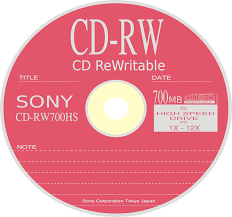 CD-RW
CD ReWritable
TITLE
DATE
SONY
700MB
CD-RW700HS
for
HIGH SPEED
DRIVE
1X - 12X
NOTE
Sony Corporation Tokyo Japan